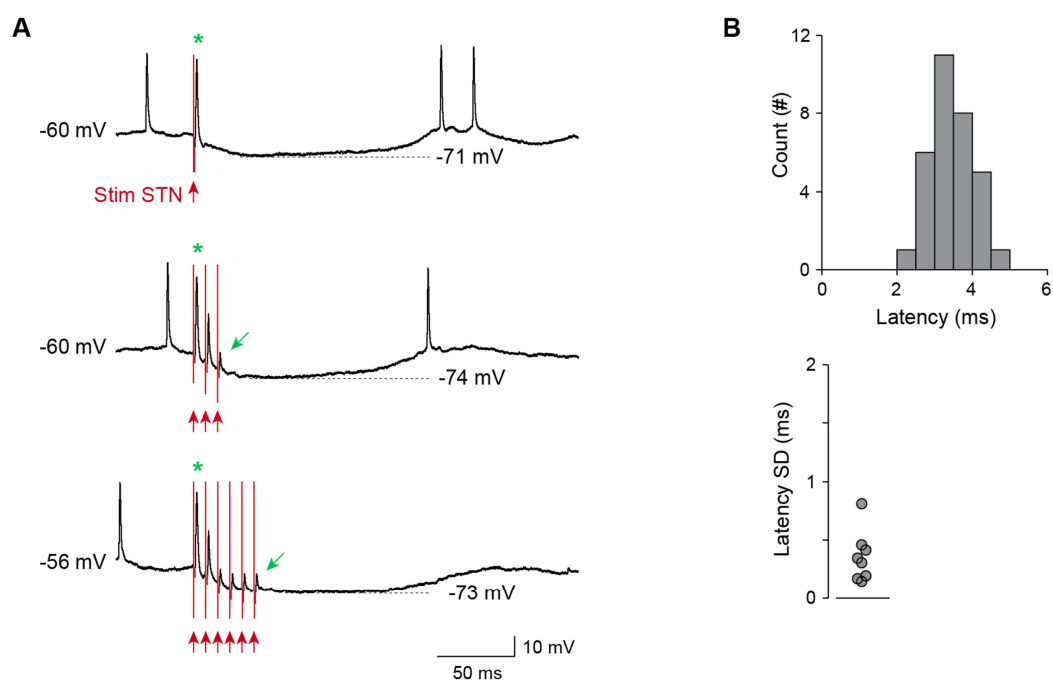 A
*
-60 mV
-71 mV
Stim STN
*
-60 mV
-74 mV
*
-56 mV
-73 mV
10 mV
50 ms
B
12
8
4
0
Count (#)
0 2 4 6
Latency (ms)
2
1
0
Latency SD (ms)